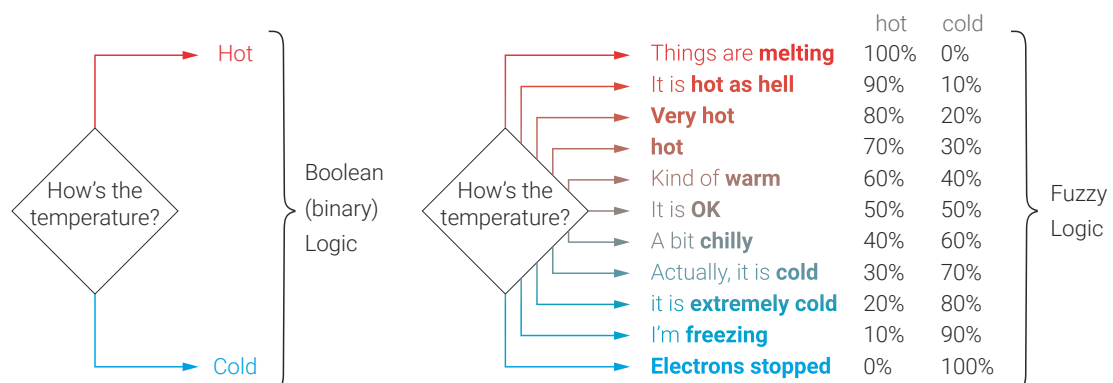 Hot
How's the
temperature?
Cold
Boolean
(binary)
Logic
How's the
temperature?
hot cold
Things are melting 100% 0%
It is hot as hell 90% 10%
Very hot 80% 20%
hot 70% 30%
Kind of warm 60% 40%
It is OK 50% 50%
A bit chilly 40% 60%
Actually, it is cold 30% 70%
it is extremely cold 20% 80%
I'm freezing 10% 90%
Electrons stopped 0% 100%
Fuzzy
Logic